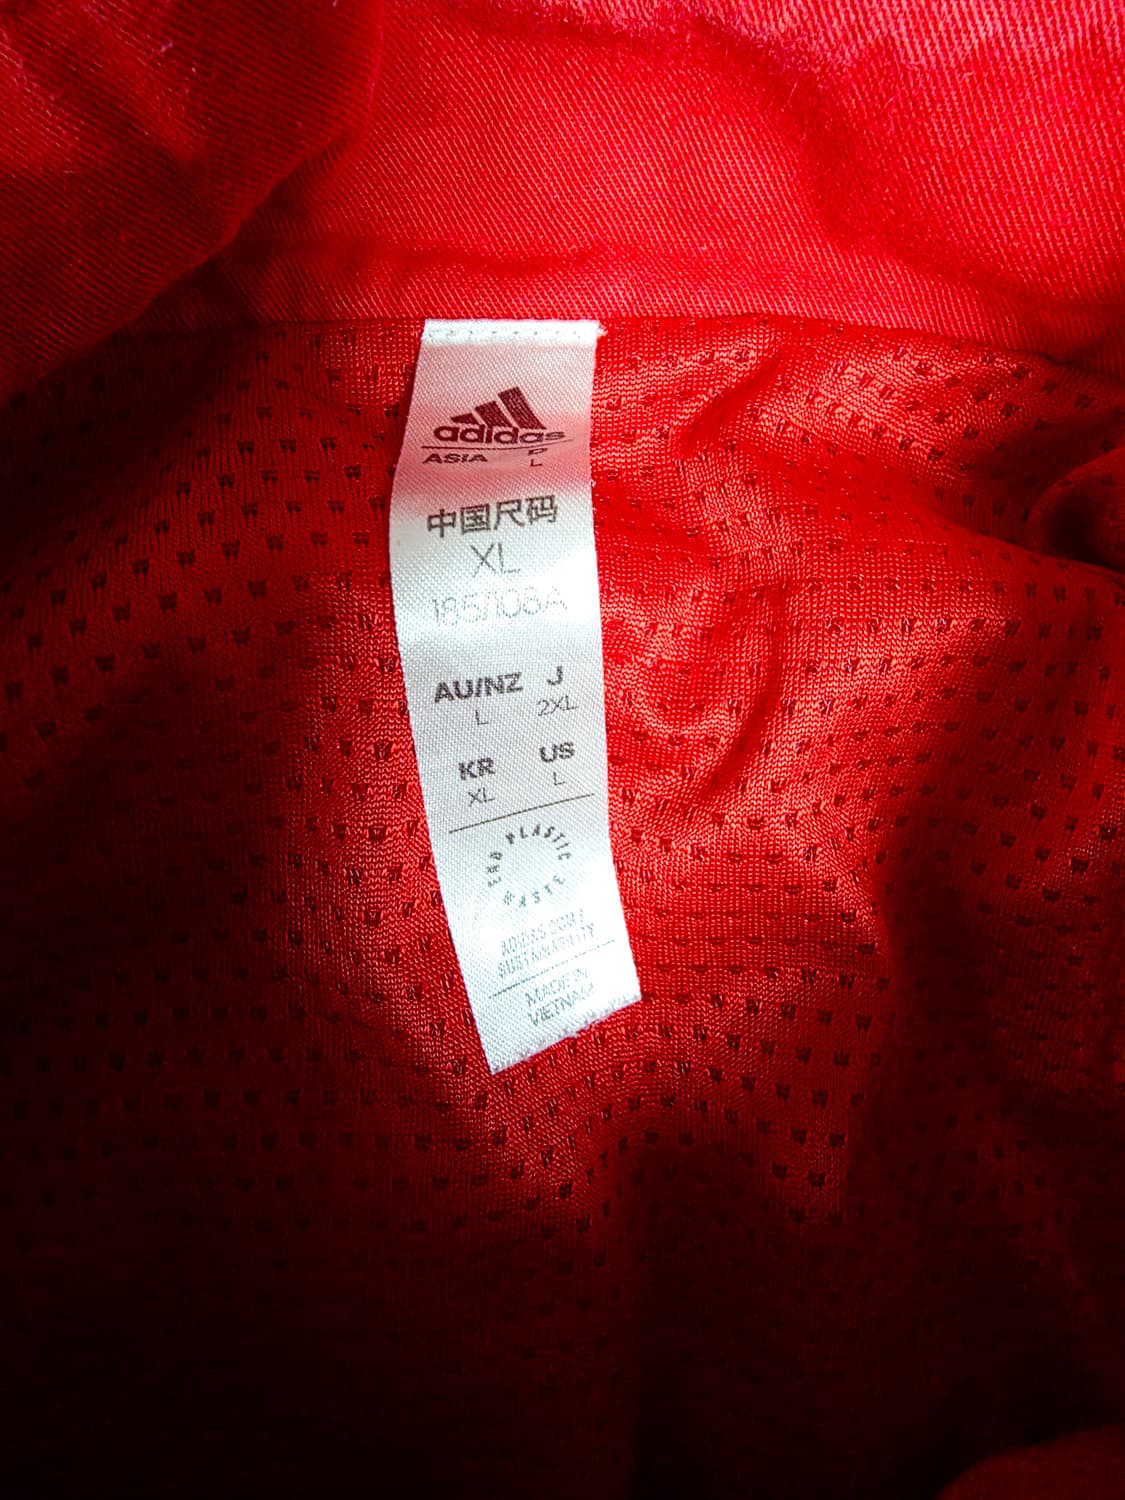 adidas
ASIA P
L
中国尺码
XL
185/108A
AU/NZ J
L 2XL
KR US
XL L
END PLASTIC WASTE
ADIDAS.COM/
SUSTAINABILITY
MADE IN
VIETNAM